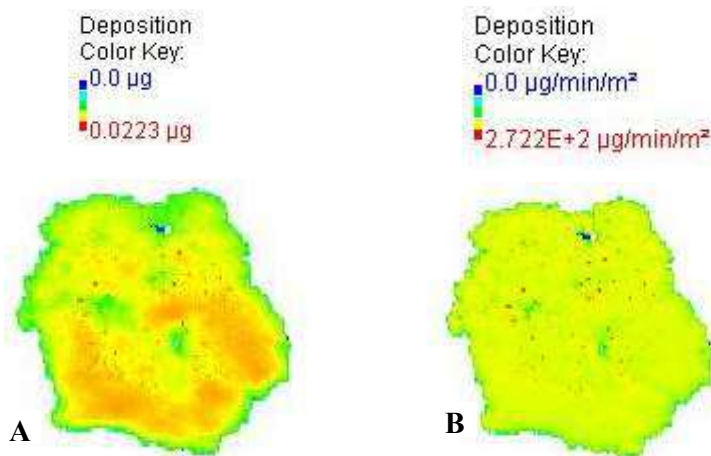 Deposition
Color Key:
0.0 µg
0.0223 µg
A
Deposition
Color Key:
0.0 µg/min/m²
2.722E+2 µg/min/m²
B